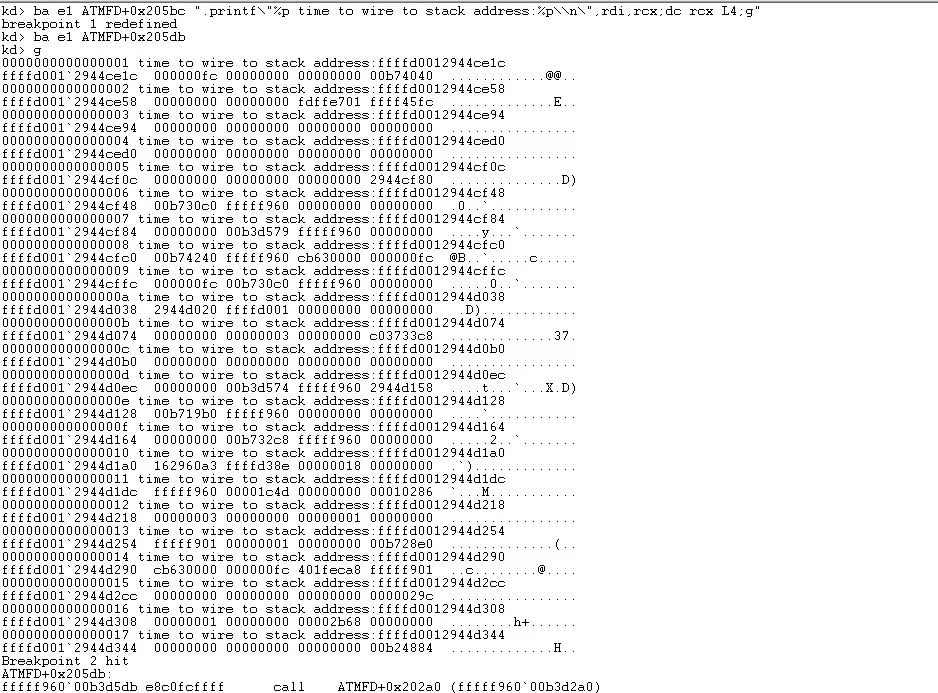 kd> ba e1 ATMFD+0x205bc ".printf\"%p time to wire to stack address:%p\\n\",rdi,rcx;dc rcx L4;g"
breakpoint 1 redefined
kd> ba e1 ATMFD+0x205db
kd> g
0000000000000001 time to wire to stack address:ffffd0012944ce1c
ffffd001`2944ce1c  000000fc 00000000 00000000 00b74040  ............@@..
0000000000000002 time to wire to stack address:ffffd0012944ce58
ffffd001`2944ce58  00000000 00000000 fdffe701 ffff45fc  .............E..
0000000000000003 time to wire to stack address:ffffd0012944ce94
ffffd001`2944ce94  00000000 00000000 00000000 00000000  ................
0000000000000004 time to wire to stack address:ffffd0012944ced0
ffffd001`2944ced0  00000000 00000000 00000000 00000000  ................
0000000000000005 time to wire to stack address:ffffd0012944cf0c
ffffd001`2944cf0c  00000000 00000000 00000000 2944cf80  ..............D)
0000000000000006 time to wire to stack address:ffffd0012944cf48
ffffd001`2944cf48  00b730c0 fffff960 00000000 00000000  .0..`...........
0000000000000007 time to wire to stack address:ffffd0012944cf84
ffffd001`2944cf84  00000000 00b3d579 fffff960 00000000  ....y...`.......
0000000000000008 time to wire to stack address:ffffd0012944cfc0
ffffd001`2944cfc0  00b74240 fffff960 cb630000 000000fc  @B..`.....c.....
0000000000000009 time to wire to stack address:ffffd0012944cffc
ffffd001`2944cffc  000000fc 00b730c0 fffff960 00000000  .....0..`.......
000000000000000a time to wire to stack address:ffffd0012944d038
ffffd001`2944d038  2944d020 ffffd001 00000000 00000000   .D)............
000000000000000b time to wire to stack address:ffffd0012944d074
ffffd001`2944d074  00000000 00000003 00000000 c03733c8  .............37.
000000000000000c time to wire to stack address:ffffd0012944d0b0
ffffd001`2944d0b0  00000000 00000000 00000000 00000000  ................
000000000000000d time to wire to stack address:ffffd0012944d0ec
ffffd001`2944d0ec  00000000 00b3d574 fffff960 2944d158  ....t...`...X.D)
000000000000000e time to wire to stack address:ffffd0012944d128
ffffd001`2944d128  00b719b0 fffff960 00000000 00000000  ....`...........
000000000000000f time to wire to stack address:ffffd0012944d164
ffffd001`2944d164  00000000 00b732c8 fffff960 00000000  .....2..`.......
0000000000000010 time to wire to stack address:ffffd0012944d1a0
ffffd001`2944d1a0  162960a3 ffffd38e 00000018 00000000  .`).............
0000000000000011 time to wire to stack address:ffffd0012944d1dc
ffffd001`2944d1dc  fffff960 00001c4d 00000000 00010286  `...M...........
0000000000000012 time to wire to stack address:ffffd0012944d218
ffffd001`2944d218  00000003 00000000 00000001 00000000  ................
0000000000000013 time to wire to stack address:ffffd0012944d254
ffffd001`2944d254  fffff901 00000001 00000000 00b728e0  .............(..
0000000000000014 time to wire to stack address:ffffd0012944d290
ffffd001`2944d290  cb630000 000000fc 401feca8 fffff901  ..c........@....
0000000000000015 time to wire to stack address:ffffd0012944d2cc
ffffd001`2944d2cc  00000000 00000000 00000000 0000029c  ................
0000000000000016 time to wire to stack address:ffffd0012944d308
ffffd001`2944d308  00000001 00000000 00002b68 00000000  ........h+......
0000000000000017 time to wire to stack address:ffffd0012944d344
ffffd001`2944d344  00000000 00000000 00000000 00b24884  .............H..
Breakpoint 2 hit
ATMFD+0x205db:
fffff960`00b3d5db e8c0fcffff      call    ATMFD+0x202a0 (fffff960`00b3d2a0)